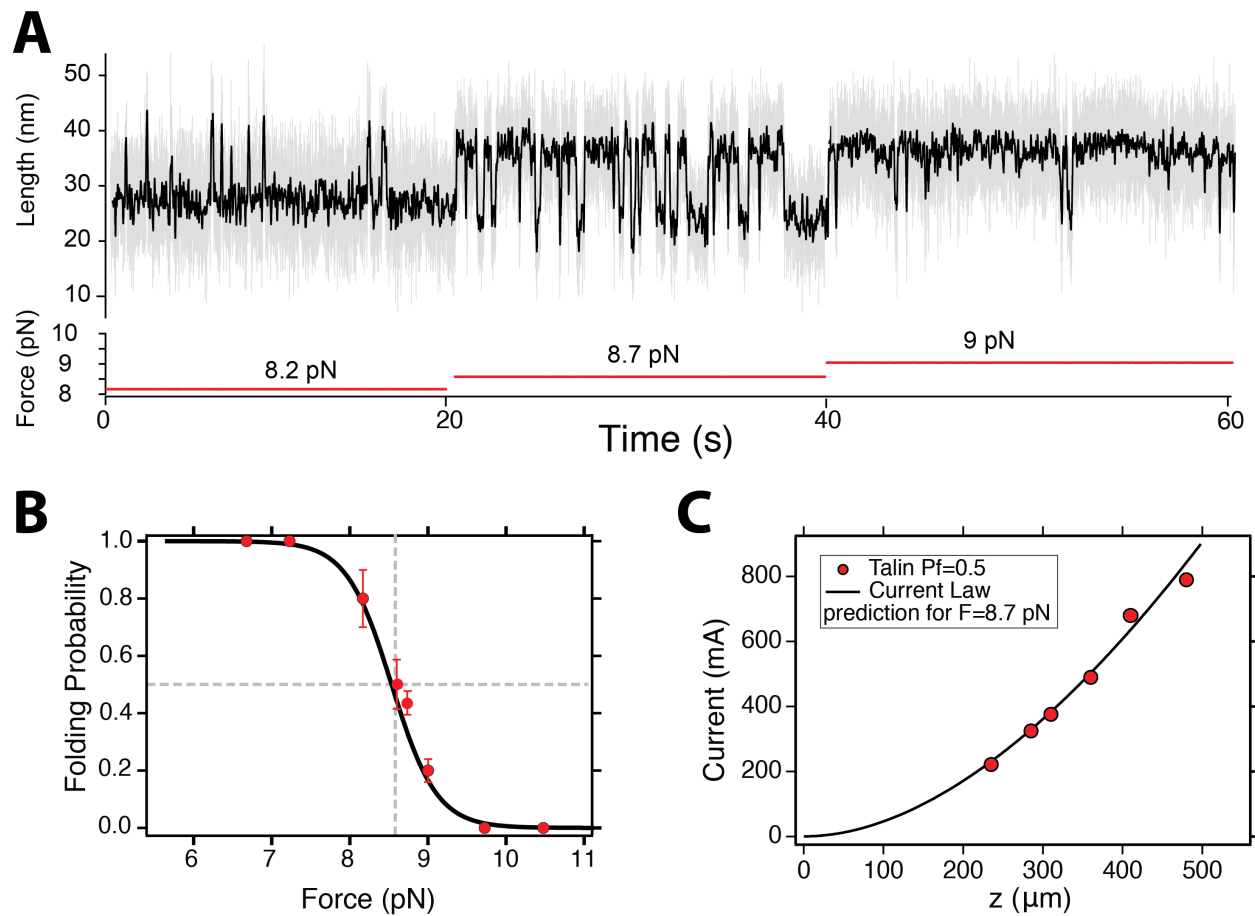 A
Length (nm)
50
40
30
20
10
Force (pN)
10
9
8
8.2 pN
8.7 pN
9 pN
0
20
40
60
Time (s)
B
Folding Probability
1.0
0.8
0.6
0.4
0.2
0.0
6
7
8
9
10
11
Force (pN)
C
Current (mA)
800
600
400
200
0
Talin Pf=0.5
Current Law
prediction for F=8.7 pN
0
100
200
300
400
500
z (µm)